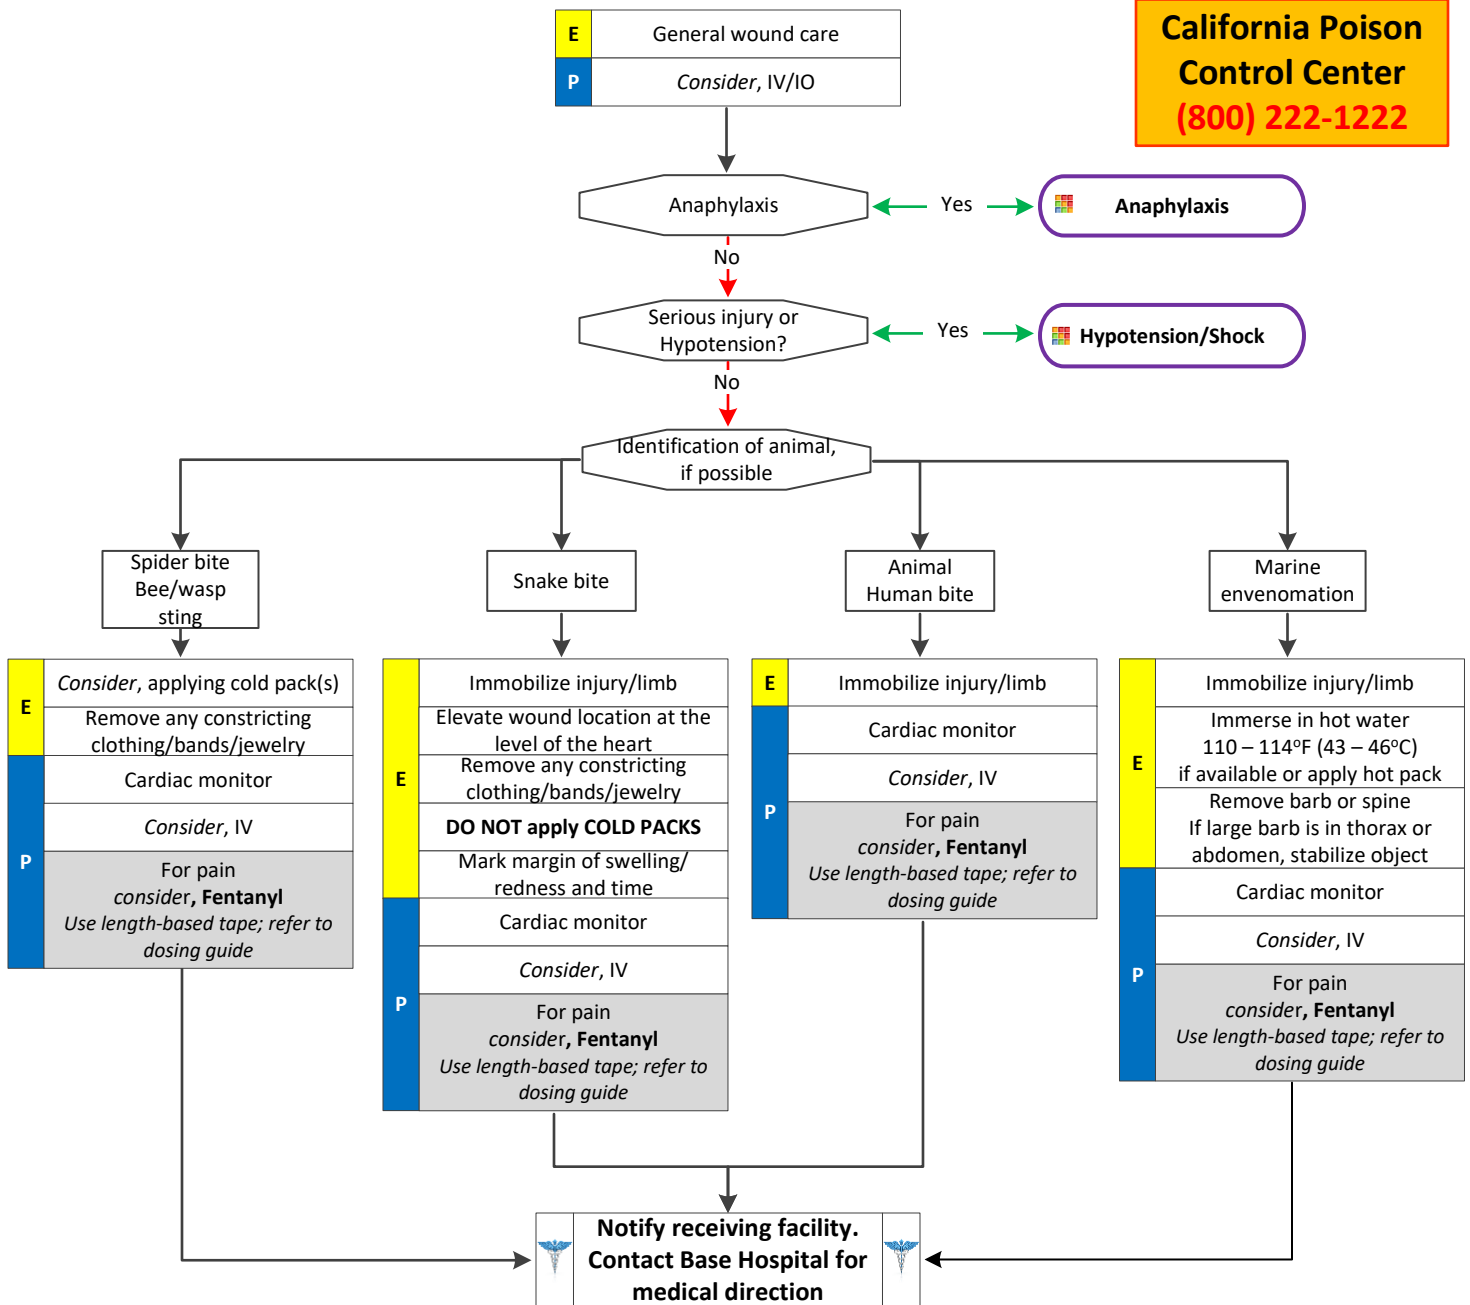 E
General wound care
P
Consider, IV/IO
California Poison
Control Center
(800) 222-1222
Anaphylaxis
Yes
Anaphylaxis
No
Serious injury or
Hypotension?
Yes
Hypotension/Shock
No
Identification of animal,
if possible
Spider bite
Bee/wasp
sting
Snake bite
Animal
Human bite
Marine
envenomation
E
Consider, applying cold pack(s)
Remove any constricting
clothing/bands/jewelry
P
Cardiac monitor
Consider, IV
For pain
consider, Fentanyl
Use length-based tape; refer to
dosing guide
E
Immobilize injury/limb
Elevate wound location at the
level of the heart
Remove any constricting
clothing/bands/jewelry
DO NOT apply COLD PACKS
Mark margin of swelling/
redness and time
P
Cardiac monitor
Consider, IV
For pain
consider, Fentanyl
Use length-based tape; refer to
dosing guide
E
Immobilize injury/limb
P
Cardiac monitor
Consider, IV
For pain
consider, Fentanyl
Use length-based tape; refer to
dosing guide
E
Immobilize injury/limb
Immerse in hot water
110 – 114°F (43 – 46°C)
if available or apply hot pack
Remove barb or spine
If large barb is in thorax or
abdomen, stabilize object
P
Cardiac monitor
Consider, IV
For pain
consider, Fentanyl
Use length-based tape; refer to
dosing guide
Notify receiving facility.
Contact Base Hospital for
medical direction